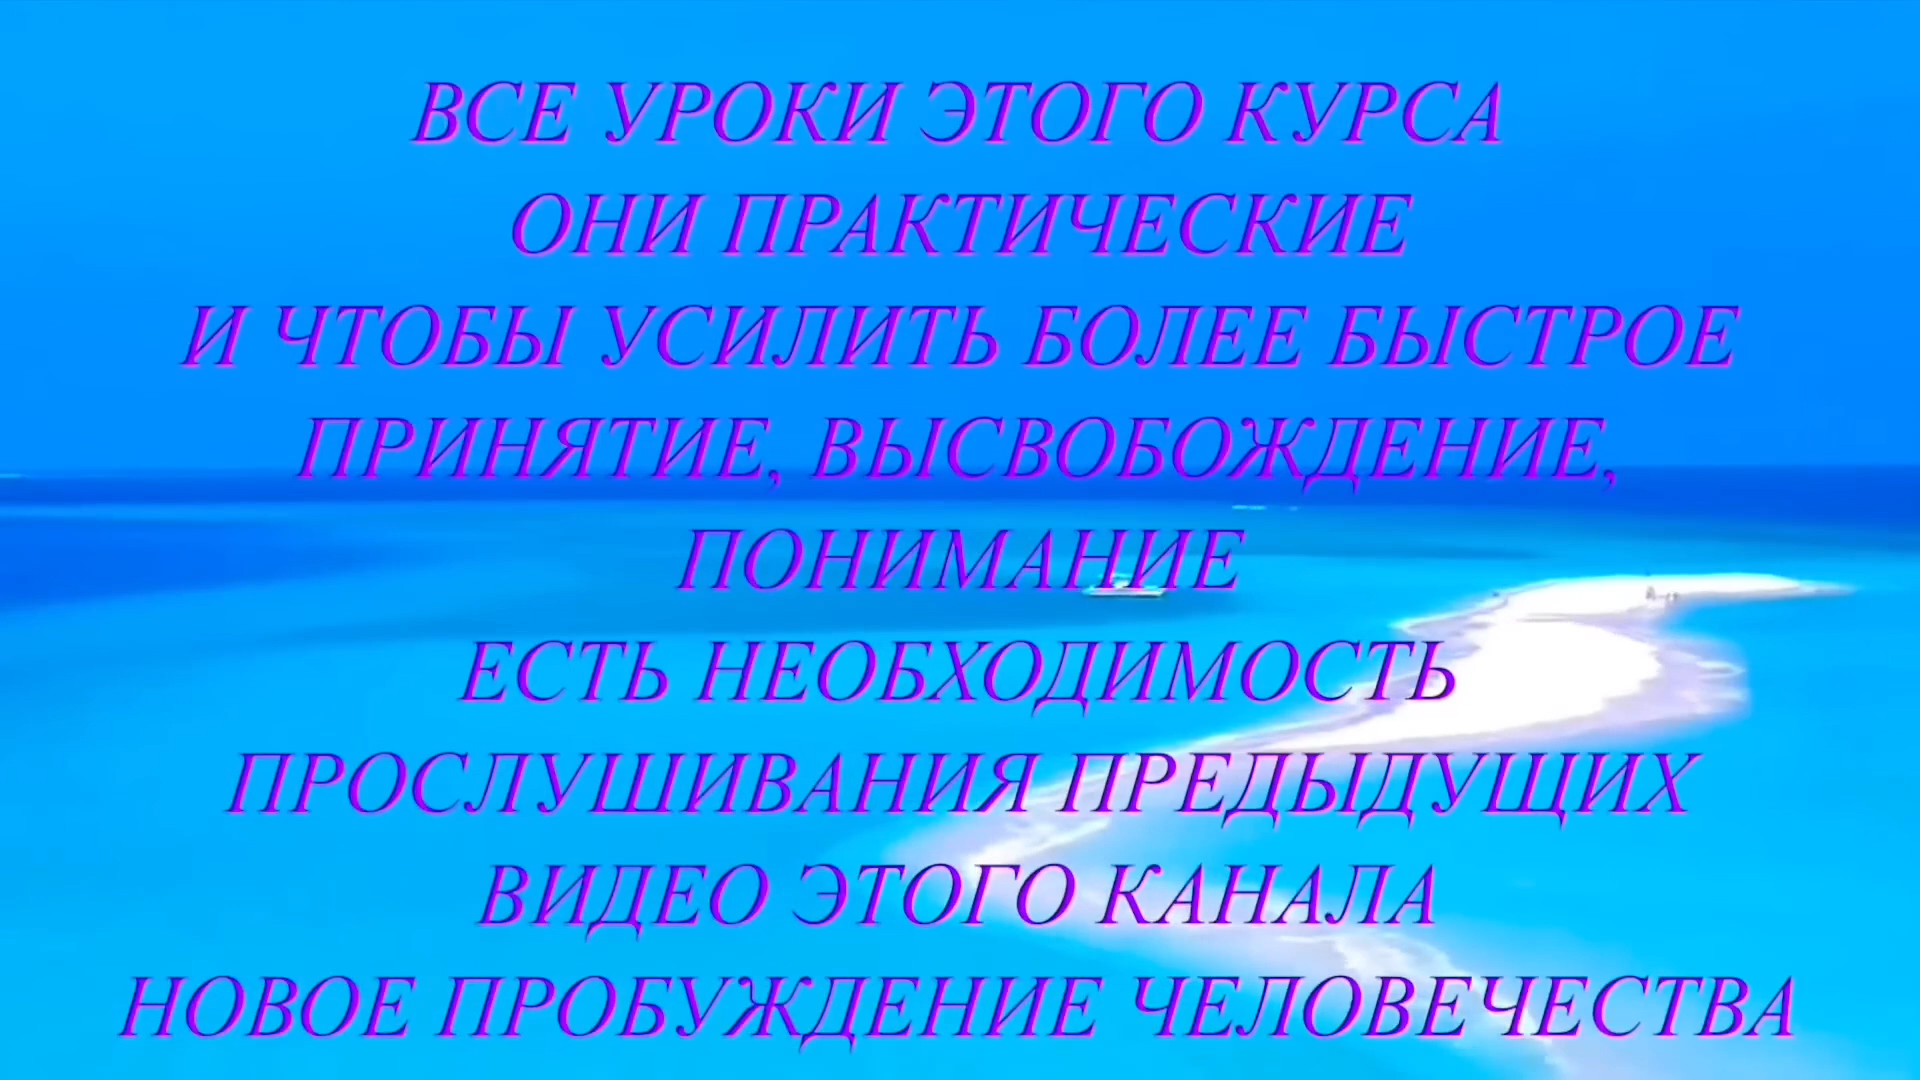 ВСЕ УРОКИ ЭТОГО КУРСА
ОНИ ПРАКТИЧЕСКИЕ
И ЧТОБЫ УСИЛИТЬ БОЛЕЕ БЫСТРОЕ
ПРИНЯТИЕ, ВЫСВОБОЖДЕНИЕ,
ПОНИМАНИЕ
ЕСТЬ НЕОБХОДИМОСТЬ
ПРОСЛУШИВАНИЯ ПРЕДЫДУЩИХ
ВИДЕО ЭТОГО КАНАЛА
НОВОЕ ПРОБУЖДЕНИЕ ЧЕЛОВЕЧЕСТВА